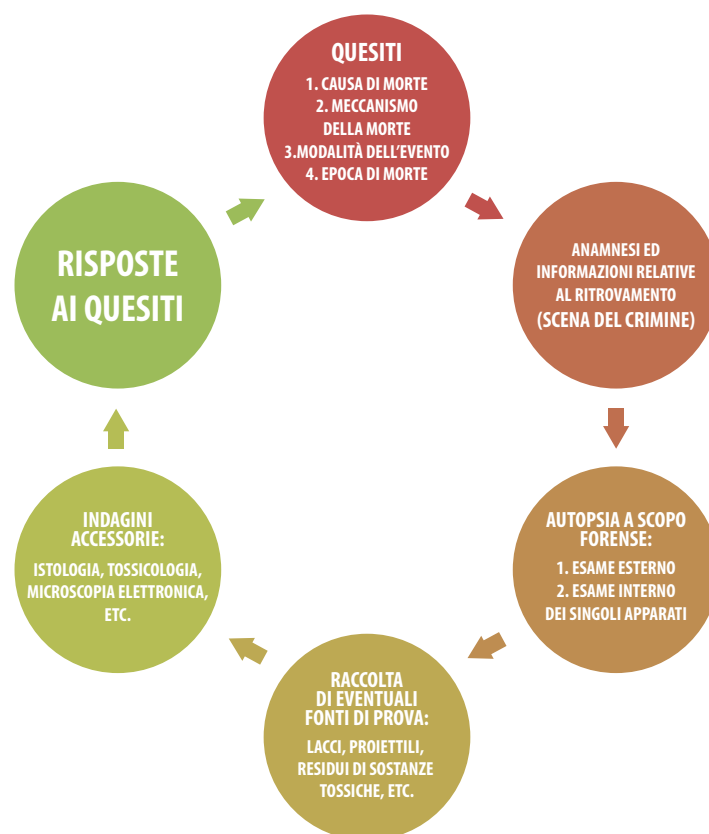 QUESITI
1. CAUSA DI MORTE
2. MECCANISMO
DELLA MORTE
3.MODALITÀ DELL'EVENTO
4. EPOCA DI MORTE
ANAMNESI ED
INFORMAZIONI RELATIVE
AL RITROVAMENTO
(SCENA DEL CRIMINE)
AUTOPSIA A SCOPO
FORENSE:
1. ESAME ESTERNO
2. ESAME INTERNO
DEI SINGOLI APPARATI
RACCOLTA
DI EVENTUALI
FONTI DI PROVA:
LACCI, PROIETTILI,
RESIDUI DI SOSTANZE
TOSSICHE, ETC.
INDAGINI
ACCESSORIE:
ISTOLOGIA, TOSSICOLOGIA,
MICROSCOPIA ELETTRONICA,
ETC.
RISPOSTE
AI QUESITI